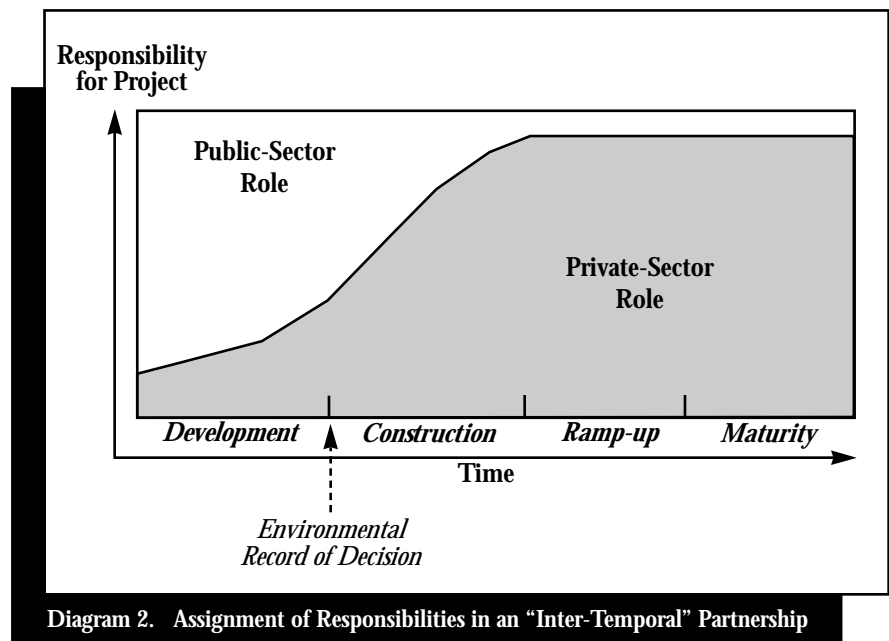 Responsibility
for Project
Public-Sector
Role
Private-Sector
Role
Development Construction Ramp-up Maturity
Time
Environmental
Record of Decision
Diagram 2. Assignment of Responsibilities in an “Inter-Temporal” Partnership